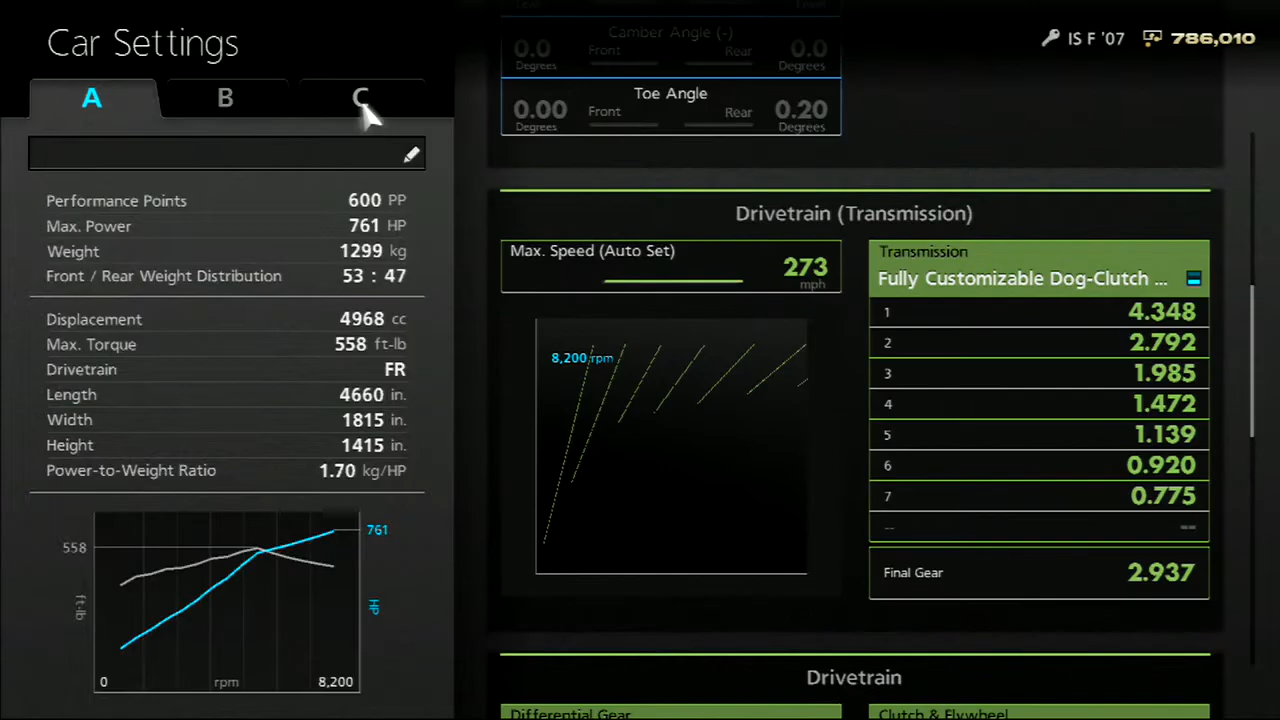 Car Settings
IS F '07
786,010
A
B
C
Performance Points 600 PP
Max. Power 761 HP
Weight 1299 kg
Front / Rear Weight Distribution 53 : 47
Displacement 4968 cc
Max. Torque 558 ft-lb
Drivetrain FR
Length 4660 in.
Width 1815 in.
Height 1415 in.
Power-to-Weight Ratio 1.70 kg/HP
761
558
ft-lb
HP
0 rpm 8,200
Camber Angle (-)
0.0 Front Rear 0.0
Degrees Degrees
Toe Angle
0.00 Front Rear 0.20
Degrees Degrees
Drivetrain (Transmission)
Max. Speed (Auto Set)
273
mph
8,200 rpm
Transmission
Fully Customizable Dog-Clutch ...
1 4.348
2 2.792
3 1.985
4 1.472
5 1.139
6 0.920
7 0.775
-- --
Final Gear 2.937
Drivetrain
Differential Gear
Clutch & Flywheel